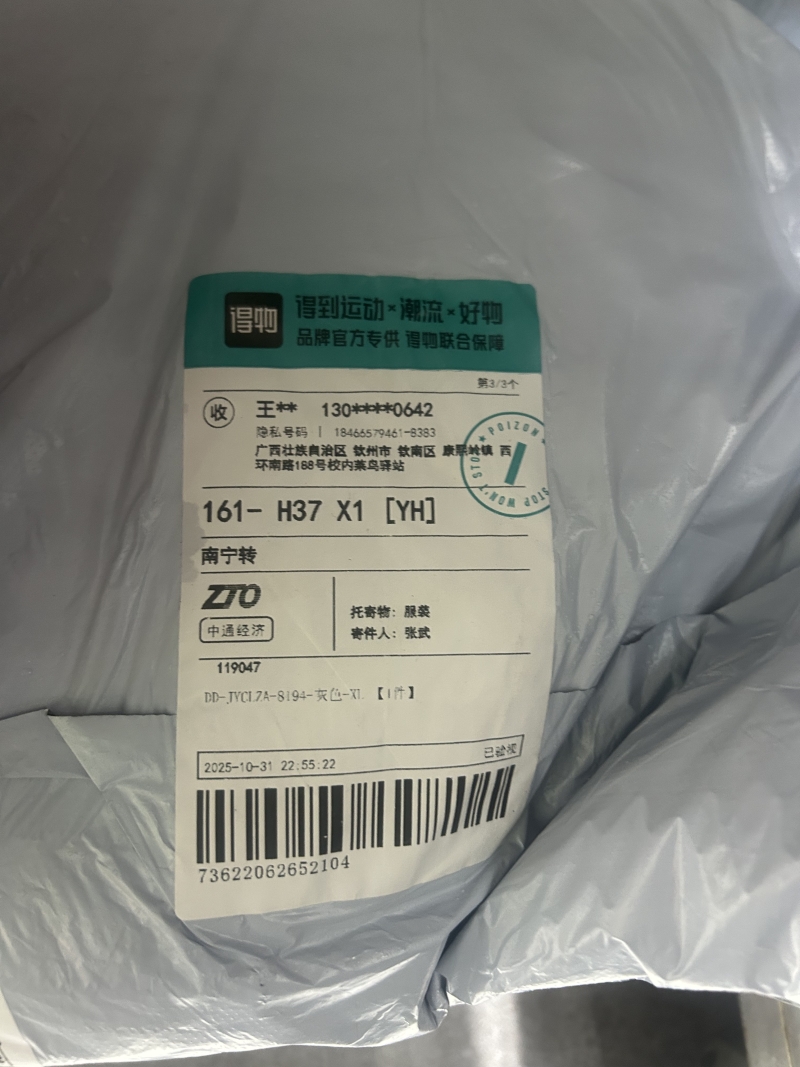 得物
得到运动×潮流×好物
品牌官方专供 得物联合保障
第3/3个
收 王** 130****0642
隐私号码 | 18466579461-8383
广西壮族自治区 钦州市 钦南区 康熙岭镇 西
环南路188号校内菜鸟驿站
POIZON
STOP WON'T STOP
161- H37 X1 [YH]
南宁转
ZTO
中通经济
托寄物：服装
寄件人：张武
119047
DD-JYCLZA-8194-灰色-XL 【1件】
2025-10-31 22:55:22 已验视
73622062652104